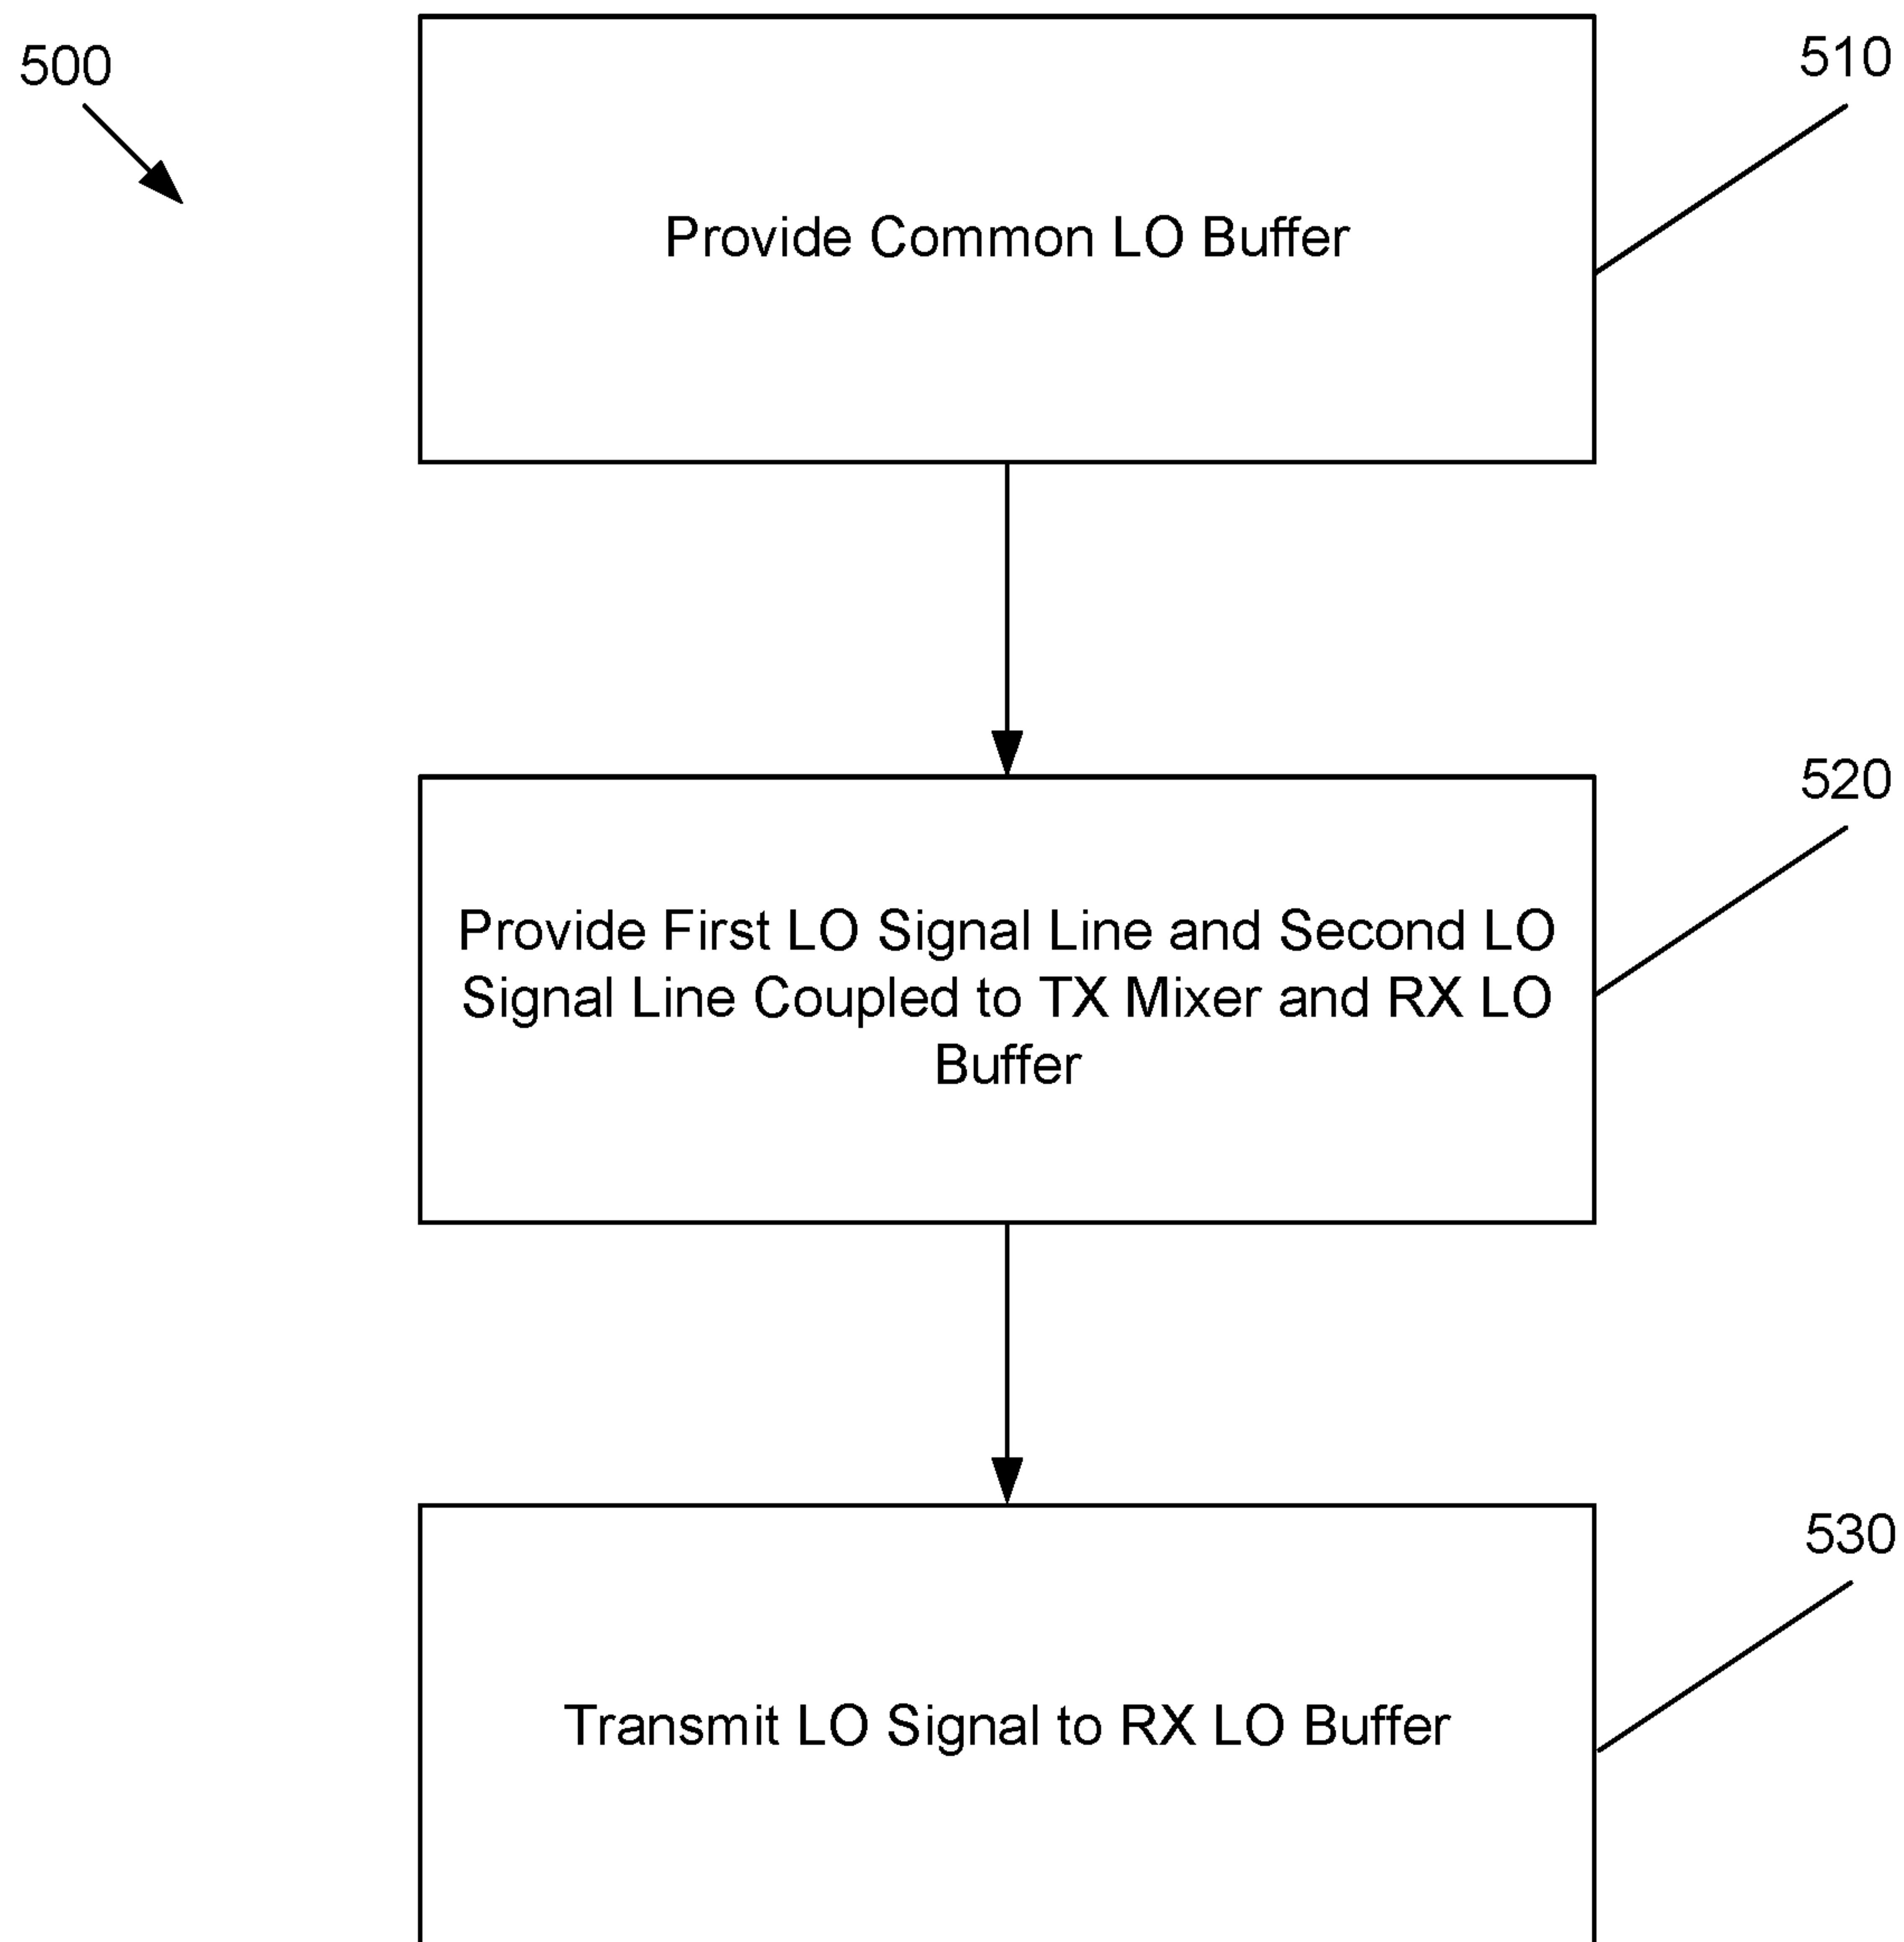 500
510
Provide Common LO Buffer
520
Provide First LO Signal Line and Second LO
Signal Line Coupled to TX Mixer and RX LO
Buffer
530
Transmit LO Signal to RX LO Buffer